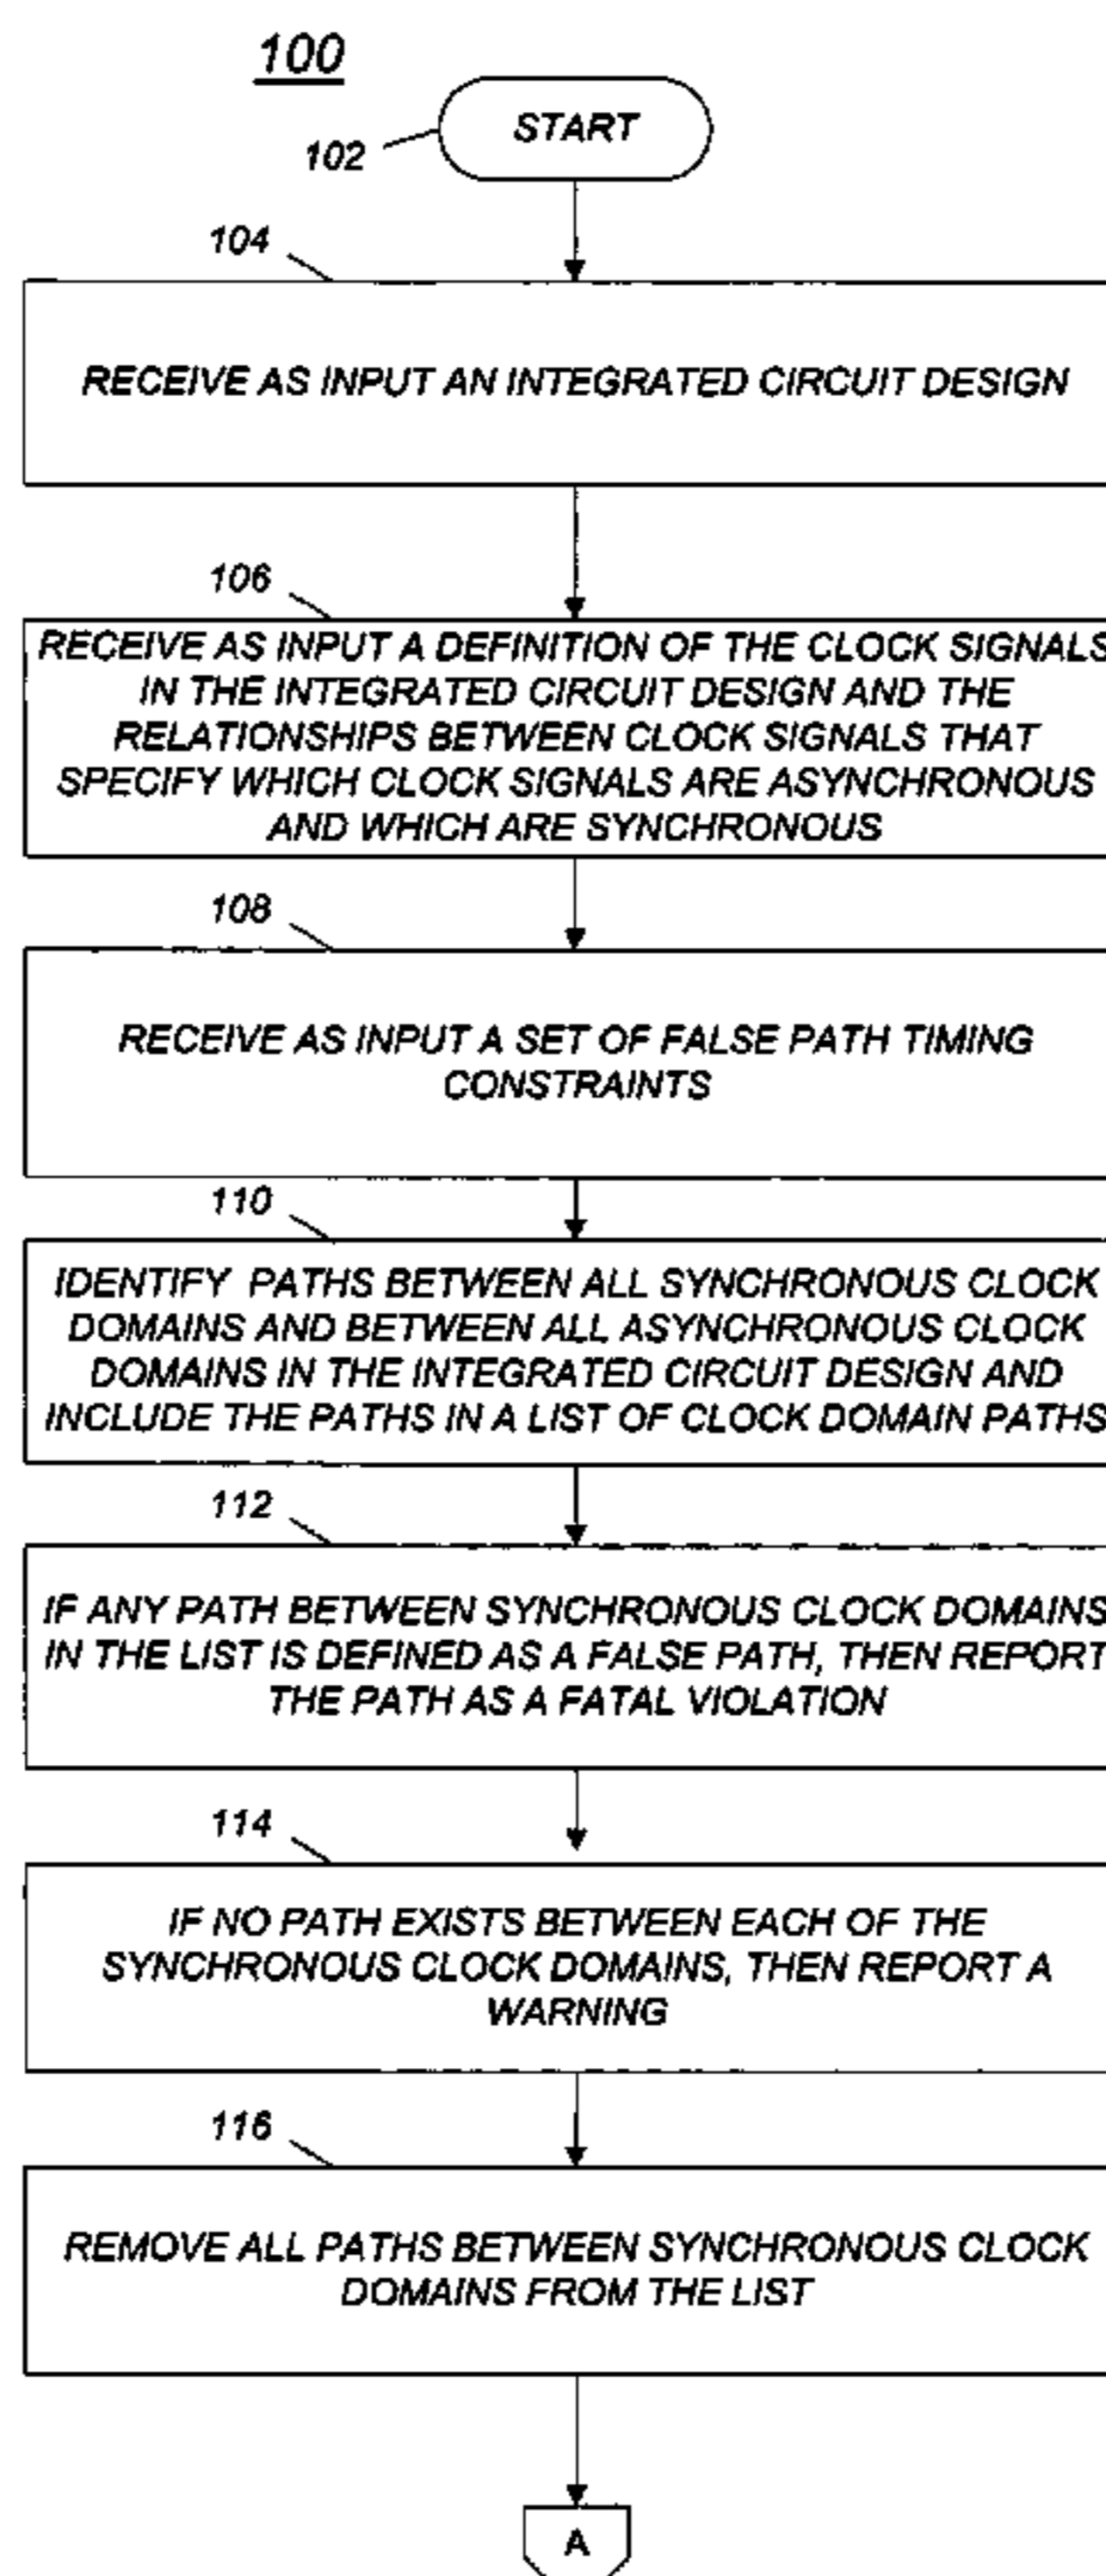 100
START
102
104
RECEIVE AS INPUT AN INTEGRATED CIRCUIT DESIGN
106
RECEIVE AS INPUT A DEFINITION OF THE CLOCK SIGNALS
IN THE INTEGRATED CIRCUIT DESIGN AND THE
RELATIONSHIPS BETWEEN CLOCK SIGNALS THAT
SPECIFY WHICH CLOCK SIGNALS ARE ASYNCHRONOUS
AND WHICH ARE SYNCHRONOUS
108
RECEIVE AS INPUT A SET OF FALSE PATH TIMING
CONSTRAINTS
110
IDENTIFY PATHS BETWEEN ALL SYNCHRONOUS CLOCK
DOMAINS AND BETWEEN ALL ASYNCHRONOUS CLOCK
DOMAINS IN THE INTEGRATED CIRCUIT DESIGN AND
INCLUDE THE PATHS IN A LIST OF CLOCK DOMAIN PATHS
112
IF ANY PATH BETWEEN SYNCHRONOUS CLOCK DOMAINS
IN THE LIST IS DEFINED AS A FALSE PATH, THEN REPORT
THE PATH AS A FATAL VIOLATION
114
IF NO PATH EXISTS BETWEEN EACH OF THE
SYNCHRONOUS CLOCK DOMAINS, THEN REPORT A
WARNING
116
REMOVE ALL PATHS BETWEEN SYNCHRONOUS CLOCK
DOMAINS FROM THE LIST
A